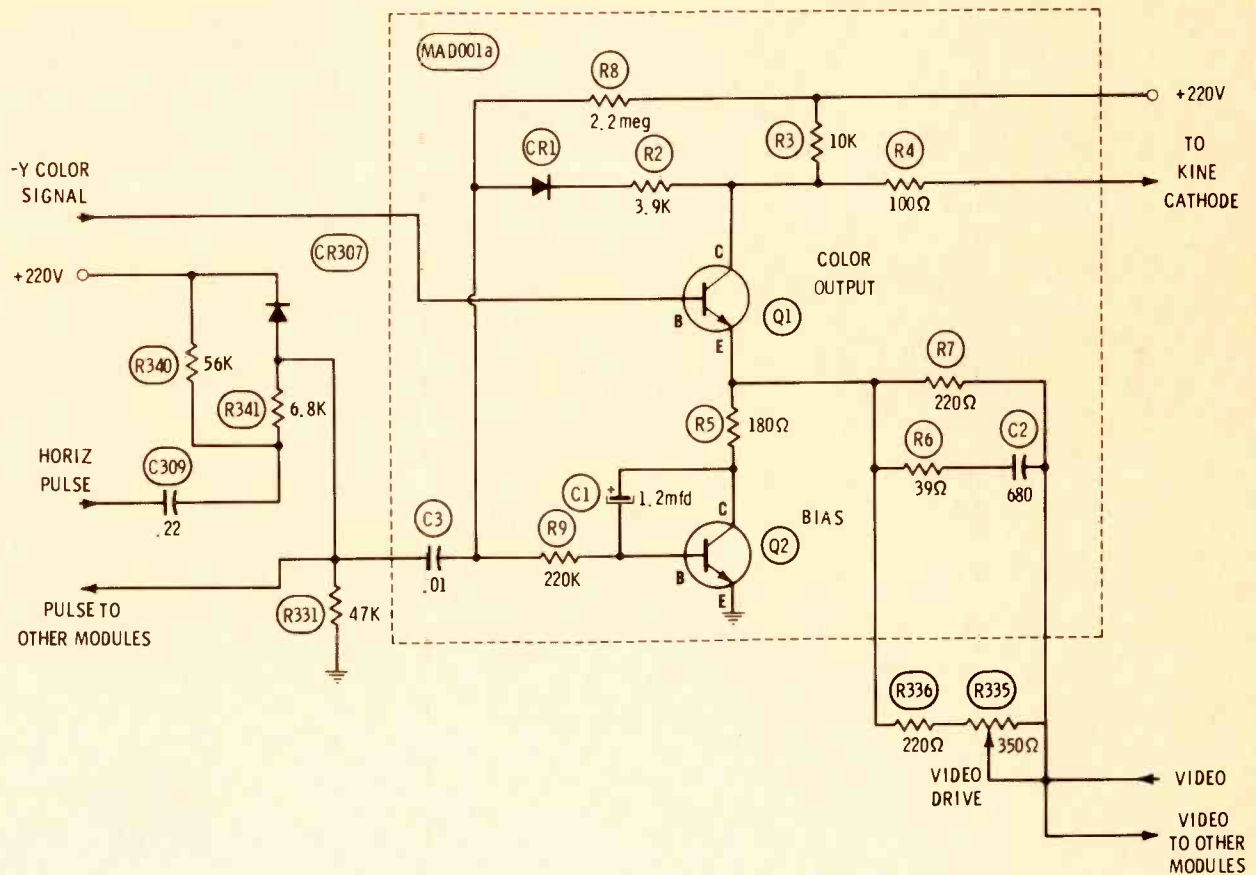 MAD001a
R8
2.2meg
+220V
R3
10K
CR1
R2
3.9K
R4
100Ω
TO
KINE
CATHODE
-Y COLOR
SIGNAL
CR307
+220V
C
B
E
Q1
COLOR
OUTPUT
R340
56K
R341
6.8K
R7
220Ω
R5
180Ω
R6
39Ω
C2
680
HORIZ
PULSE
C309
.22
C3
.01
R9
220K
C1
+
1.2mfd
C
B
E
Q2
BIAS
PULSE TO
OTHER MODULES
R331
47K
R336
220Ω
R335
350Ω
VIDEO
DRIVE
VIDEO
VIDEO
TO OTHER
MODULES